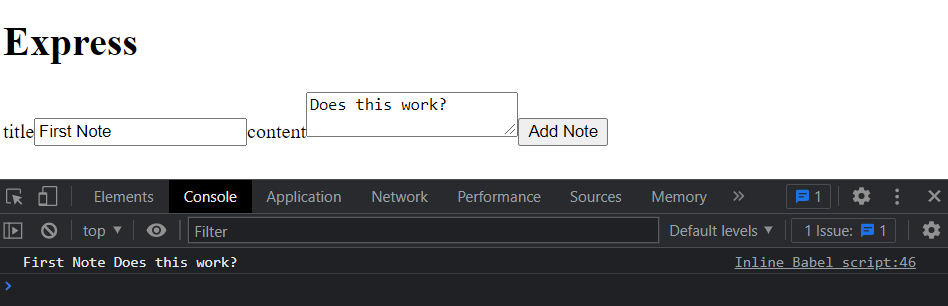 Express
Does this work?
title First Note content Add Note
Elements Console Application Network Performance Sources Memory » 1
top ▼ Filter Default levels ▼ 1 Issue: 1
First Note Does this work? Inline Babel script:46
>